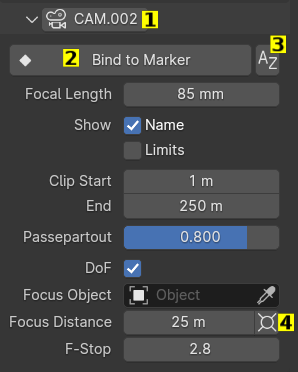 CAM.002 1
2 Bind to Marker
3
AZ
Focal Length 85 mm
Show Name
Limits
Clip Start 1 m
End 250 m
Passepartout 0.800
DoF
Focus Object Object
Focus Distance 25 m 4
F-Stop 2.8